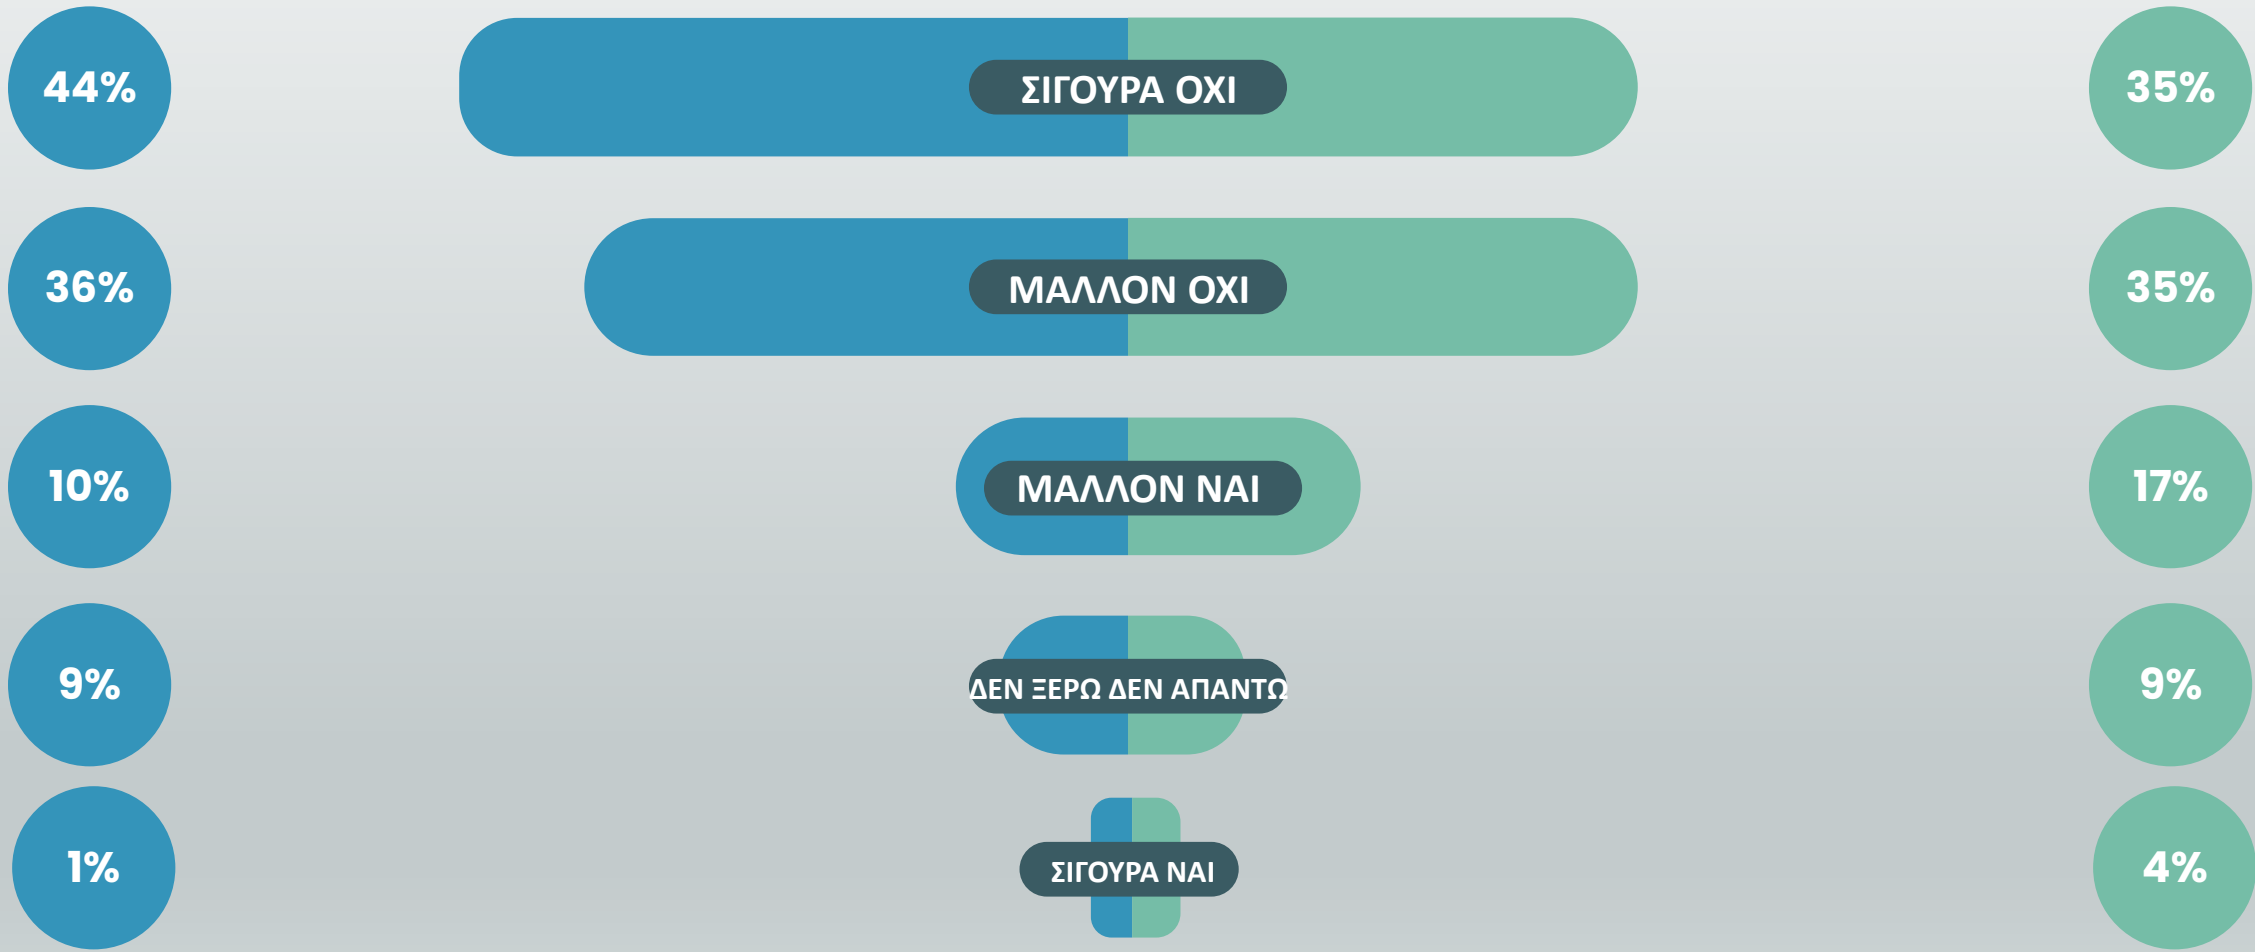 44%
ΣΙΓΟΥΡΑ ΟΧΙ
35%
36%
ΜΑΛΛΟΝ ΟΧΙ
35%
10%
ΜΑΛΛΟΝ ΝΑΙ
17%
9%
ΔΕΝ ΞΕΡΩ ΔΕΝ ΑΠΑΝΤΩ
9%
1%
ΣΙΓΟΥΡΑ ΝΑΙ
4%